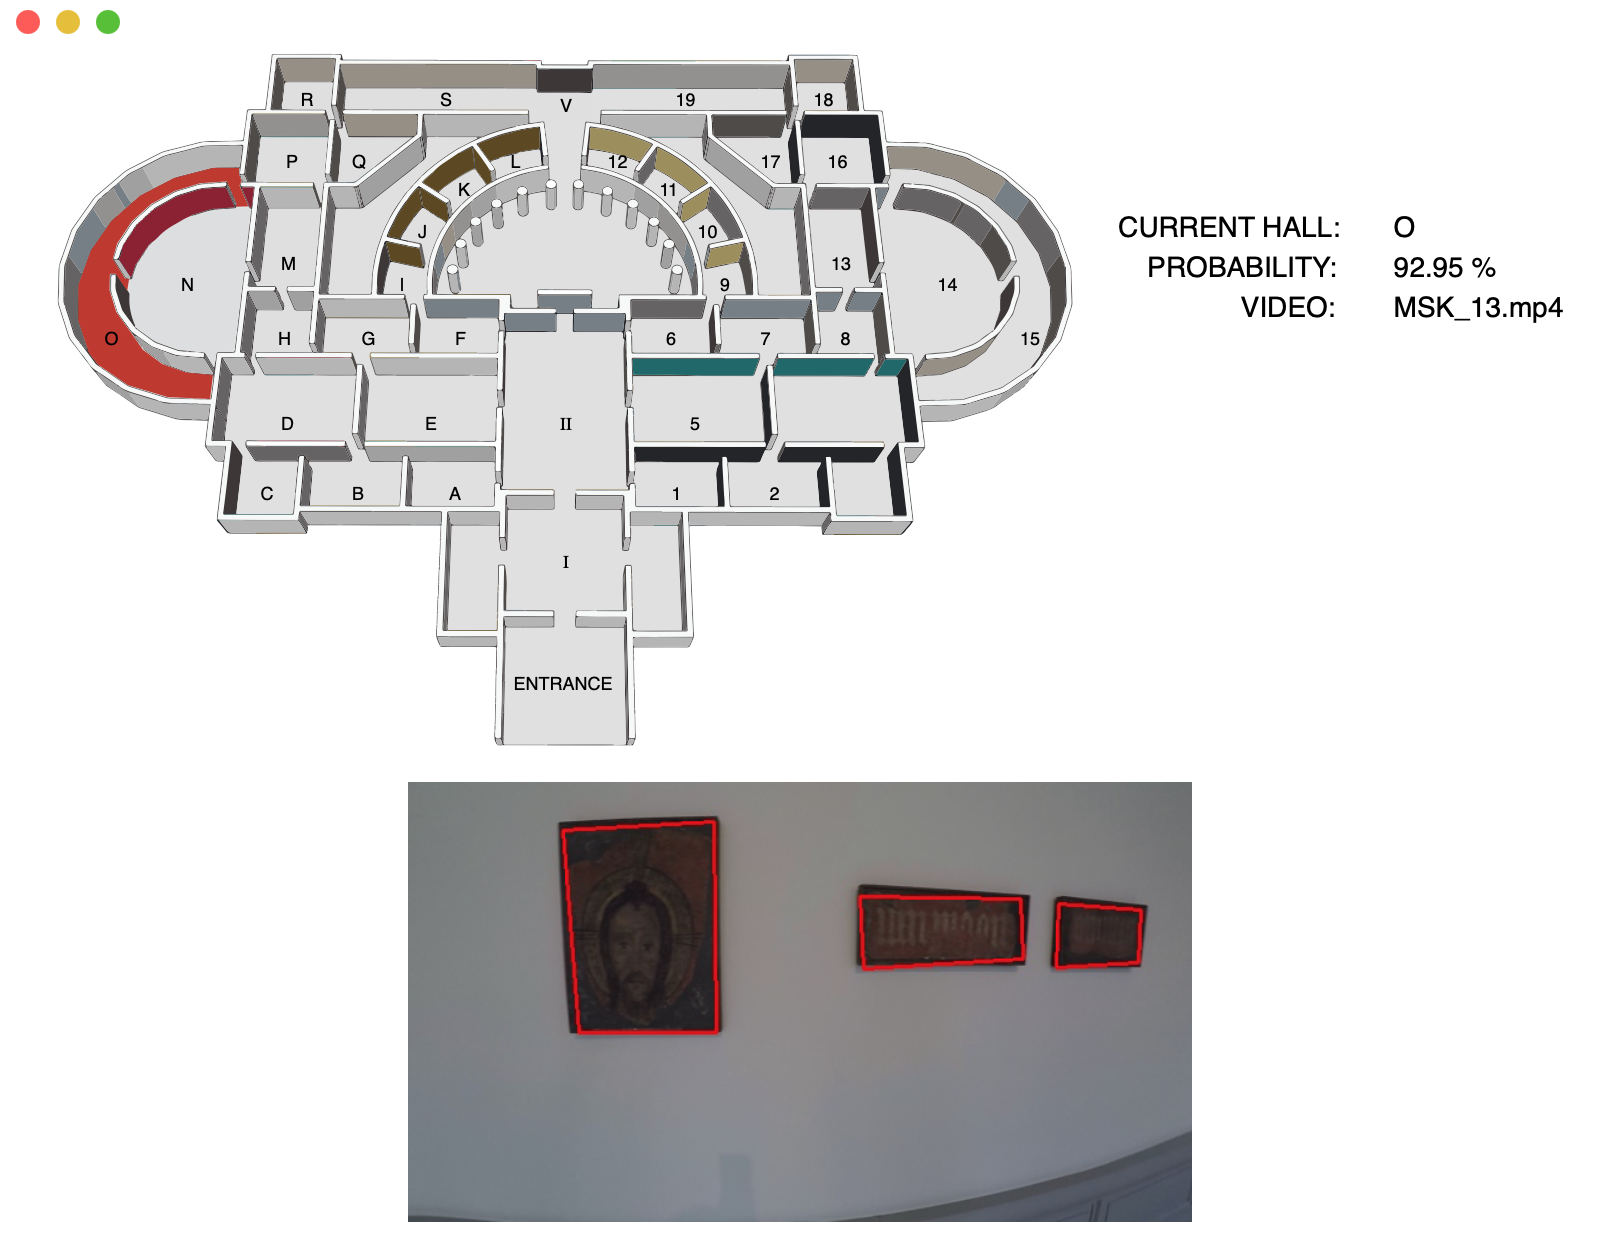 R
S
V
19
18
P
Q
L
12
17
16
K
11
J
10
M
13
N
I
9
14
O
H
G
F
6
7
8
15
D
E
II
5
C
B
A
1
2
I
ENTRANCE
CURRENT HALL: O
PROBABILITY: 92.95 %
VIDEO: MSK_13.mp4